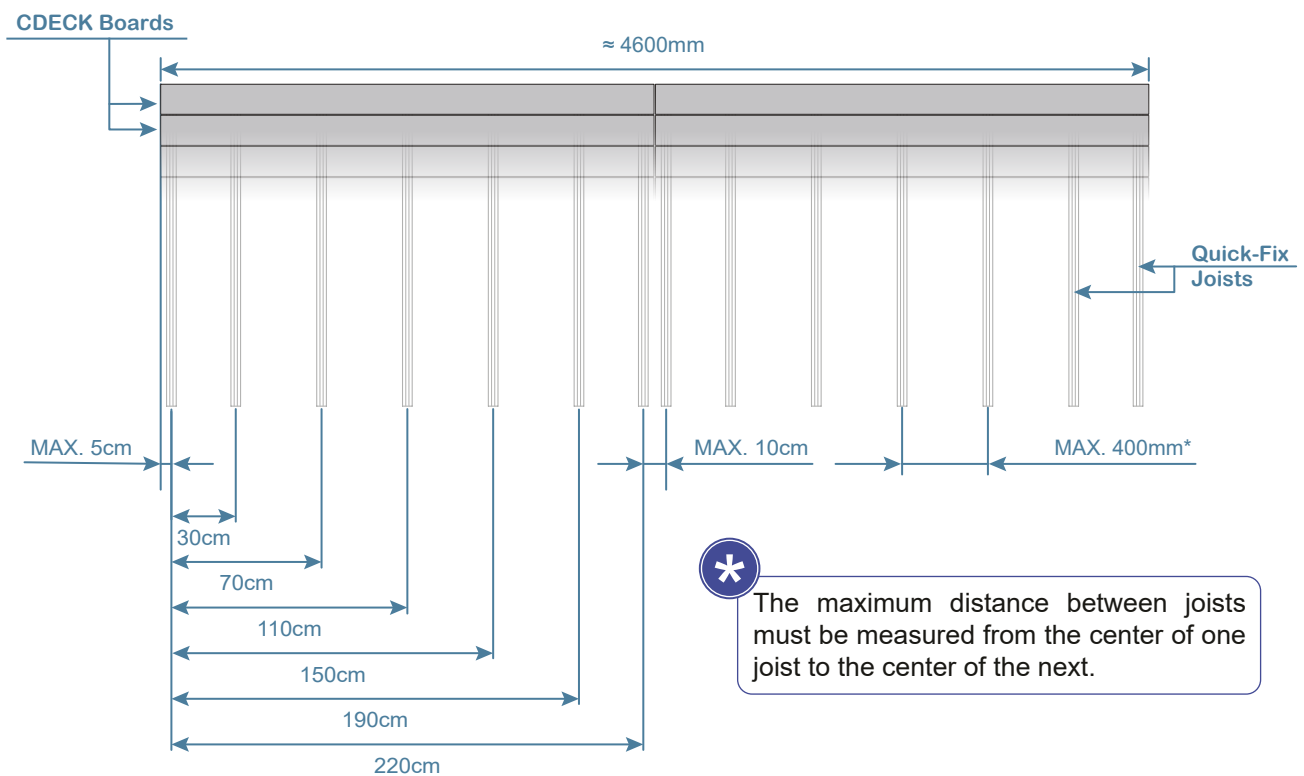 CDECK Boards
≈ 4600mm
Quick-Fix
Joists
MAX. 5cm
MAX. 10cm
MAX. 400mm*
30cm
70cm
110cm
150cm
190cm
220cm
*
The maximum distance between joists
must be measured from the center of one
joist to the center of the next.